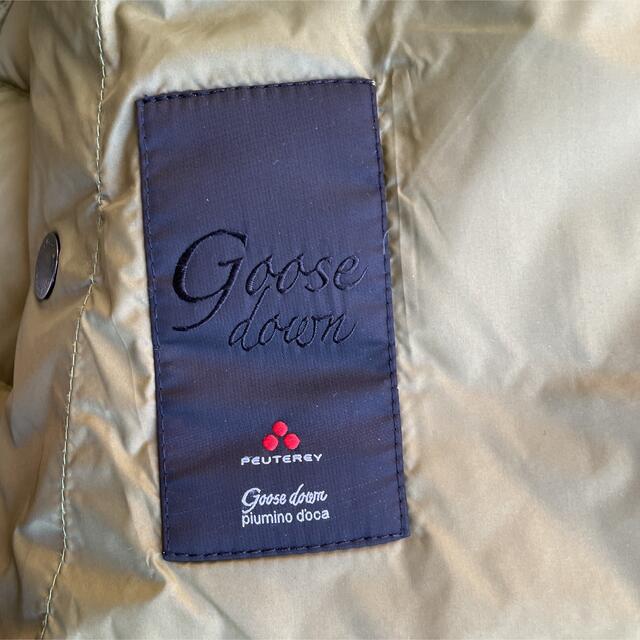 Goose
down
PEUTEREY
Goose down
piumino d'oca